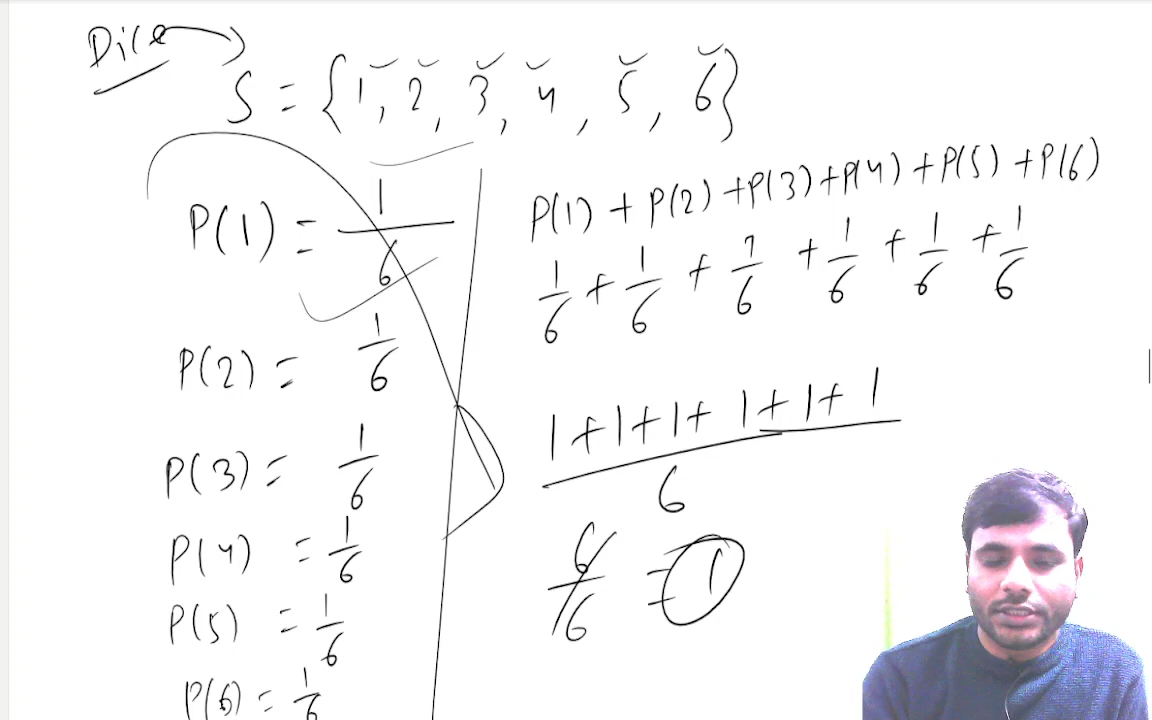 Dice
S = {1, 2, 3, 4, 5, 6}
P(1) = 1/6
P(2) = 1/6
P(3) = 1/6
P(4) = 1/6
P(5) = 1/6
P(6) = 1/6
P(1) + P(2) + P(3) + P(4) + P(5) + P(6)
1/6 + 1/6 + 1/6 + 1/6 + 1/6 + 1/6
1+1+1+1+1+1
6
6/6 = 1